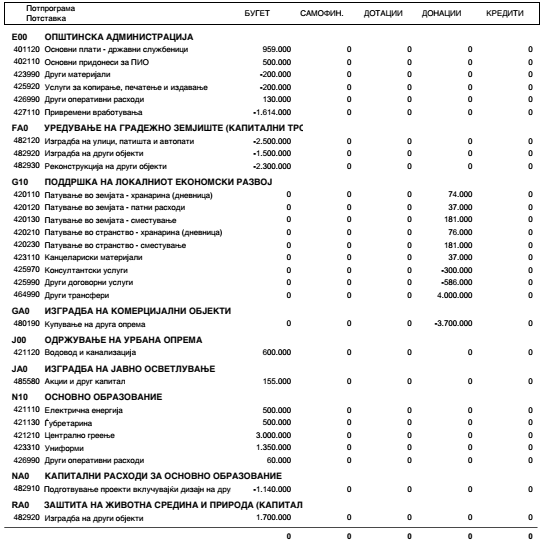 Потпрограма
Потставка БУГЕТ САМОФИН. ДОТАЦИИ ДОНАЦИИ КРЕДИТИ
E00 ОПШТИНСКА АДМИНИСТРАЦИЈА
401120 Основни плати - државни службеници 959.000 0 0 0 0
402110 Основни придонеси за ПИО 500.000 0 0 0 0
423990 Други материјали -200.000 0 0 0 0
425920 Услуги за копирање, печатење и издавање -200.000 0 0 0 0
426990 Други оперативни расходи 130.000 0 0 0 0
427110 Привремени вработувања -1.614.000 0 0 0 0
FA0 УРЕДУВАЊЕ НА ГРАДЕЖНО ЗЕМЈИШТЕ (КАПИТАЛНИ ТРО
482120 Изградба на улици, патишта и автопати -2.500.000 0 0 0 0
482920 Изградба на други објекти -1.500.000 0 0 0 0
482930 Реконструкција на други објекти -2.300.000 0 0 0 0
G10 ПОДДРШКА НА ЛОКАЛНИОТ ЕКОНОМСКИ РАЗВОЈ
420110 Патување во земјата - хранарина (дневница) 0 0 0 74.000 0
420120 Патување во земјата - патни расходи 0 0 0 37.000 0
420130 Патување во земјата - сместување 0 0 0 181.000 0
420210 Патување во странство - хранарина (дневница) 0 0 0 76.000 0
420230 Патување во странство - сместување 0 0 0 181.000 0
423110 Канцелариски материјали 0 0 0 37.000 0
425970 Консултантски услуги 0 0 0 -300.000 0
425990 Други договорни услуги 0 0 0 -586.000 0
464990 Други трансфери 0 0 0 4.000.000 0
GA0 ИЗГРАДБА НА КОМЕРЦИЈАЛНИ ОБЈЕКТИ
480190 Купување на друга опрема 0 0 0 -3.700.000 0
J00 ОДРЖУВАЊЕ НА УРБАНА ОПРЕМА
421120 Водовод и канализација 600.000 0 0 0 0
JA0 ИЗГРАДБА НА ЈАВНО ОСВЕТЛУВАЊЕ
485580 Акции и друг капитал 155.000 0 0 0 0
N10 ОСНОВНО ОБРАЗОВАНИЕ
421110 Електрична енергија 500.000 0 0 0 0
421130 Ѓубретарина 500.000 0 0 0 0
421210 Централно греење 3.000.000 0 0 0 0
423310 Униформи 1.350.000 0 0 0 0
426990 Други оперативни расходи 60.000 0 0 0 0
NA0 КАПИТАЛНИ РАСХОДИ ЗА ОСНОВНО ОБРАЗОВАНИЕ
482910 Подготвување проекти вклучувајќи дизајн на дру -1.140.000 0 0 0 0
RA0 ЗАШТИТА НА ЖИВОТНА СРЕДИНА И ПРИРОДА (КАПИТАЛ
482920 Изградба на други објекти 1.700.000 0 0 0 0
0 0 0 0 0